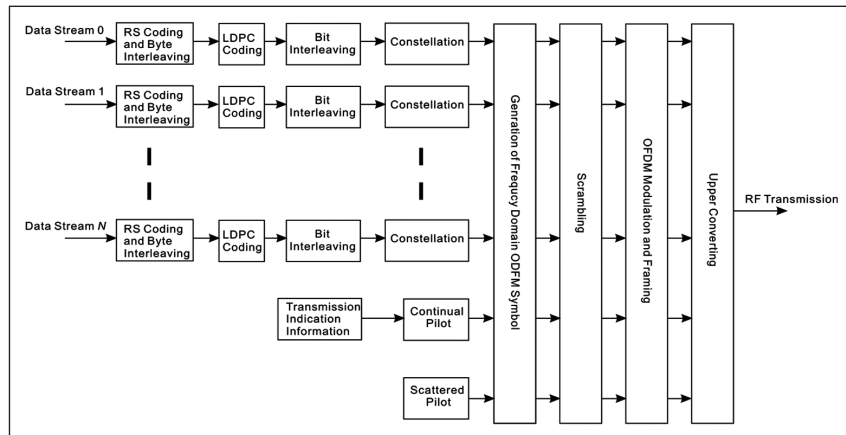 Data Stream 0
RS Coding
and Byte
Interleaving
LDPC
Coding
Bit
Interleaving
Constellation
Data Stream 1
RS Coding
and Byte
Interleaving
LDPC
Coding
Bit
Interleaving
Constellation
Data Stream N
RS Coding
and Byte
Interleaving
LDPC
Coding
Bit
Interleaving
Constellation
Transmission
Indication
Information
Continual
Pilot
Scattered
Pilot
Genration of Frequcy Domain ODFM Symbol
Scrambling
OFDM Modulation and Framing
Upper Converting
RF Transmission